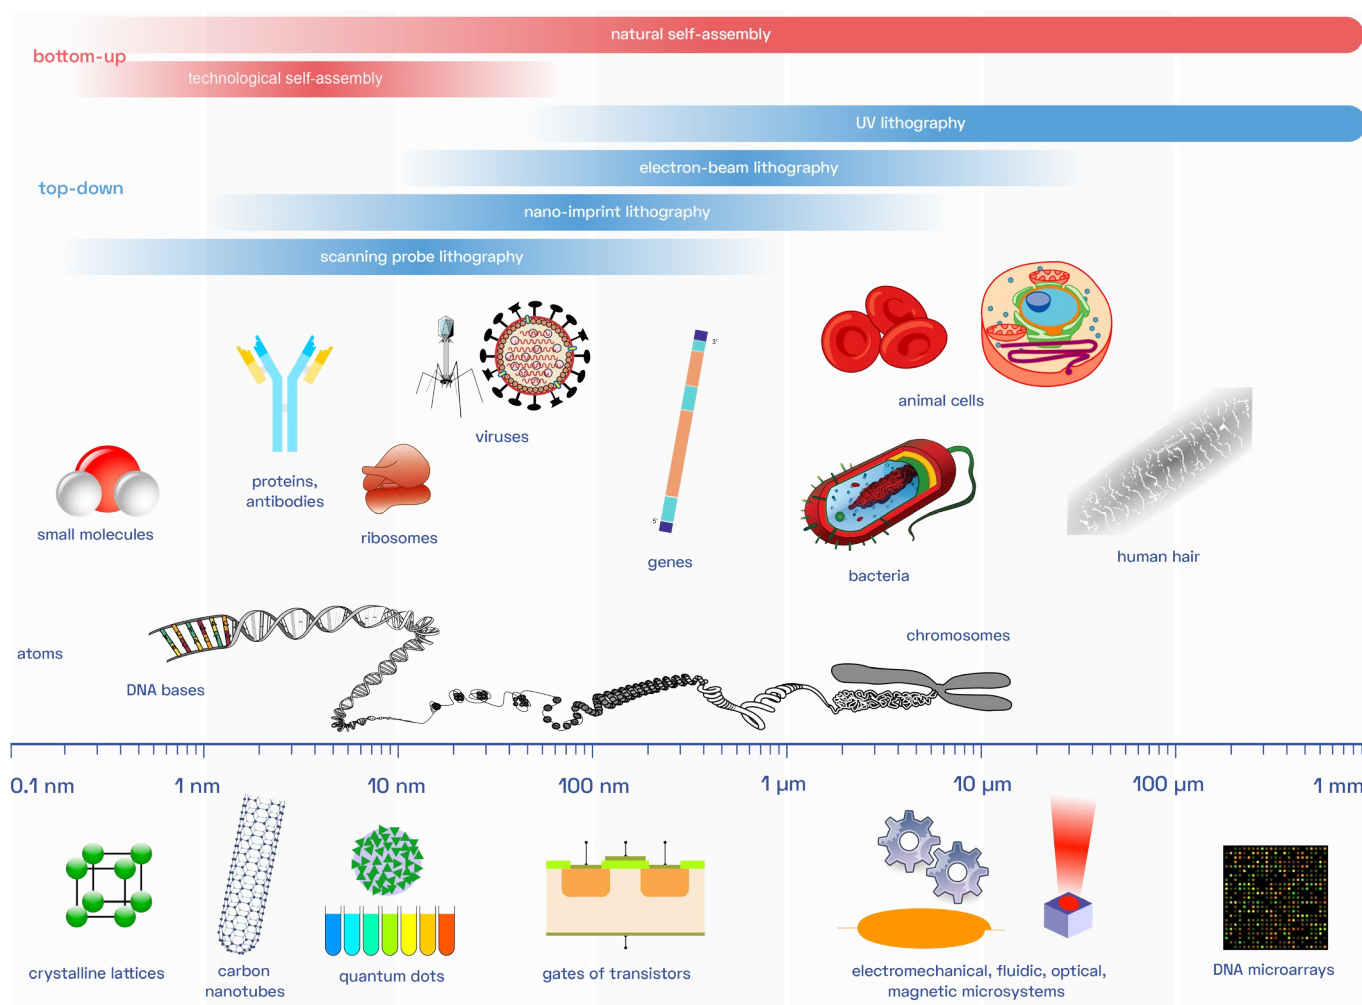 natural self-assembly
bottom-up
technological self-assembly
UV lithography
electron-beam lithography
top-down
nano-imprint lithography
scanning probe lithography
3'
animal cells
viruses
proteins,
antibodies
small molecules
ribosomes
5'
genes
bacteria
human hair
chromosomes
atoms
DNA bases
0.1 nm
1 nm
10 nm
100 nm
1 µm
10 µm
100 µm
1 mm
crystalline lattices
carbon
nanotubes
quantum dots
gates of transistors
electromechanical, fluidic, optical,
magnetic microsystems
DNA microarrays